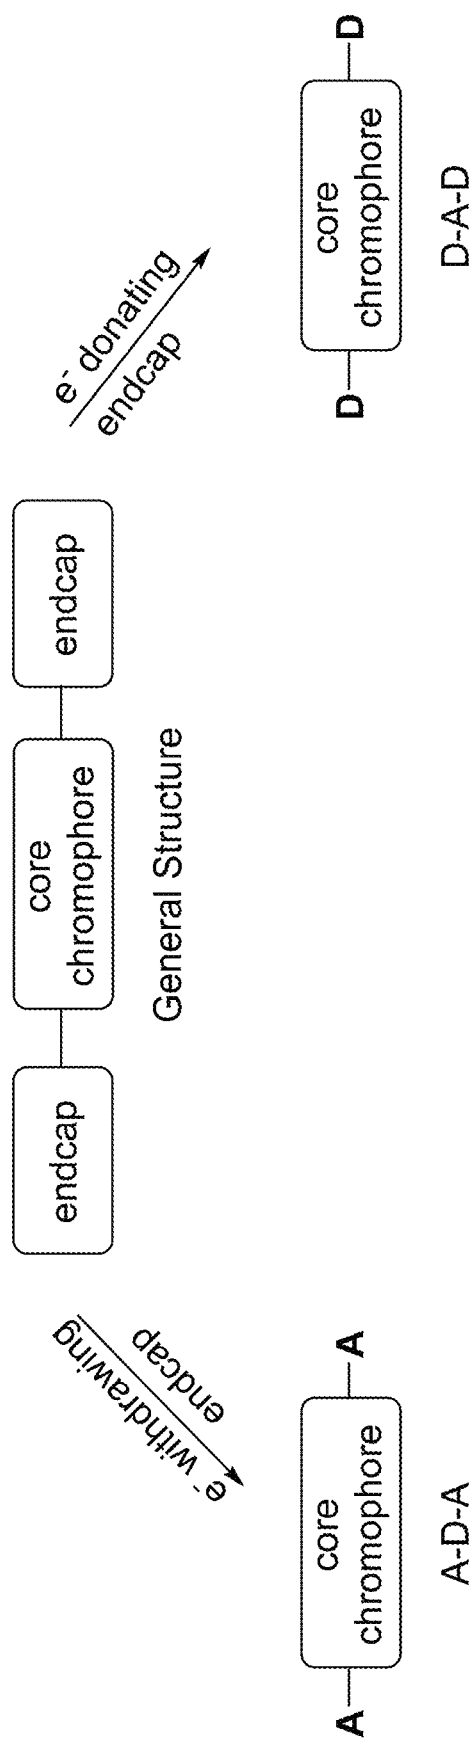 endcap
core
chromophore
endcap
General Structure
e- withdrawing
endcap
e- donating
endcap
A
core
chromophore
A
A-D-A
D
core
chromophore
D
D-A-D